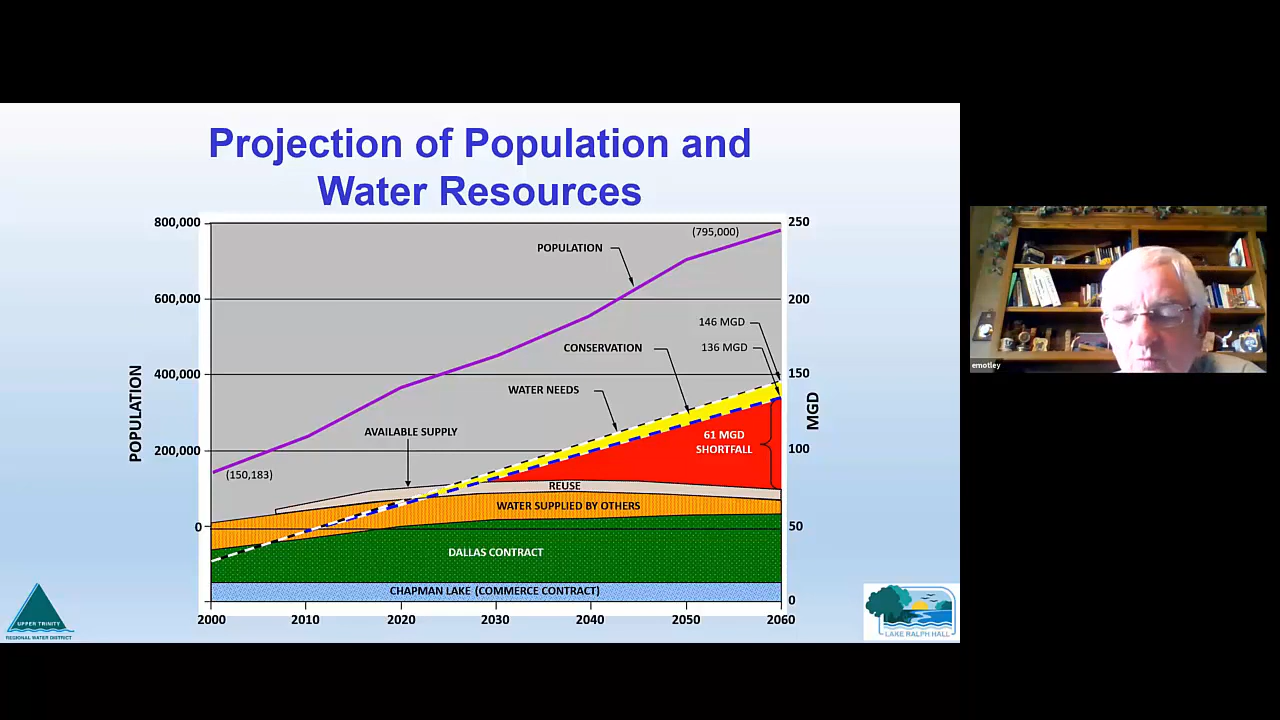 Projection of Population and
Water Resources
800,000
600,000
400,000
200,000
0
POPULATION
250
200
150
100
50
0
MGD
(795,000)
POPULATION
146 MGD
136 MGD
CONSERVATION
WATER NEEDS
AVAILABLE SUPPLY
61 MGD
SHORTFALL
(150,183)
REUSE
WATER SUPPLIED BY OTHERS
DALLAS CONTRACT
CHAPMAN LAKE (COMMERCE CONTRACT)
2000 2010 2020 2030 2040 2050 2060
UPPER TRINITY
REGIONAL WATER DISTRICT
LAKE RALPH HALL
emotley